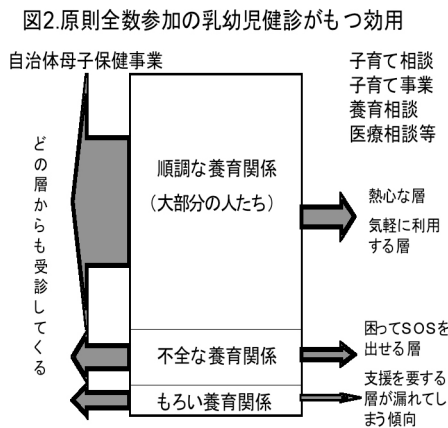 図2.原則全数参加の乳幼児健診がもつ効用
自治体母子保健事業
子育て相談
子育て事業
養育相談
医療相談等
どの層からも受診してくる
順調な養育関係
(大部分の人たち)
熱心な層
気軽に利用
する層
不全な養育関係
困ってSOSを
出せる層
もろい養育関係
支援を要する
層が漏れてし
まう傾向